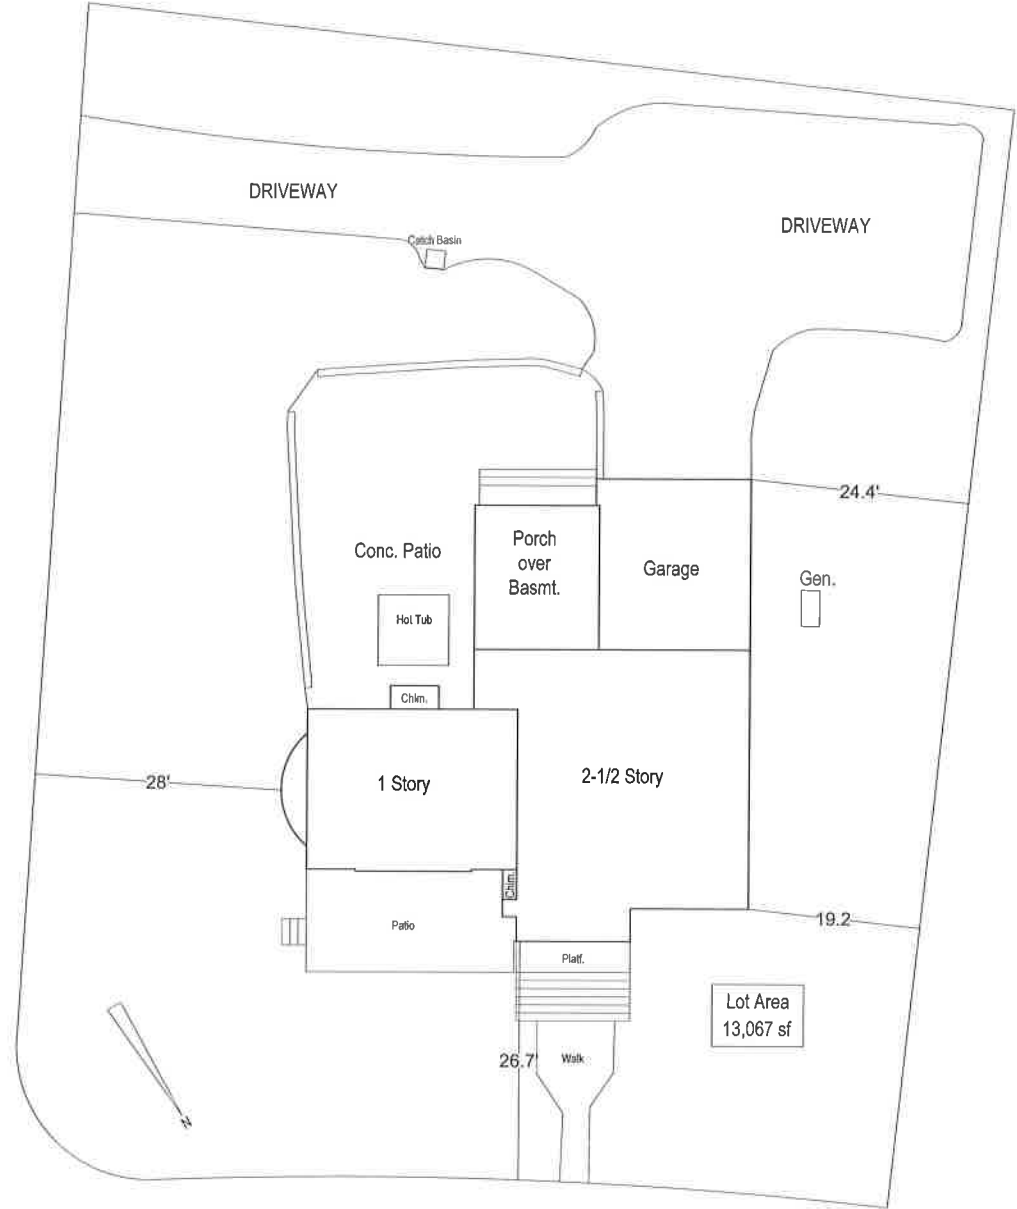 DRIVEWAY
DRIVEWAY
Catch Basin
24.4'
Porch
over
Basmt.
Conc. Patio
Garage
Gen.
Hot Tub
Chim.
1 Story
2-1/2 Story
28'
Chim.
Patio
19.2
Platf.
Lot Area
13,067 sf
26.7'
Walk
N